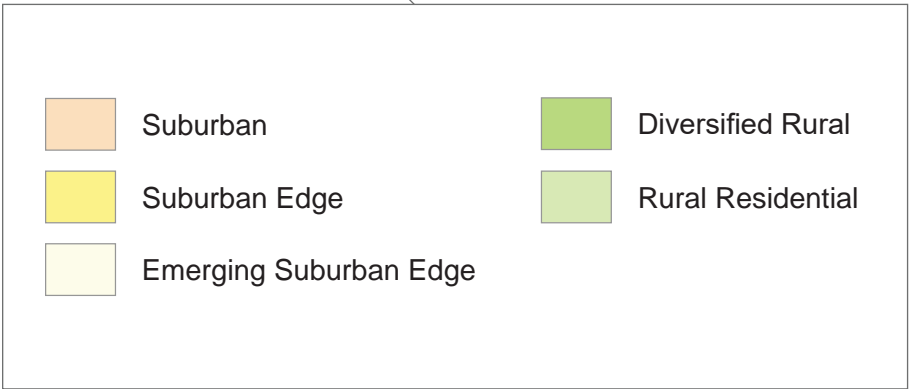 Suburban
Suburban Edge
Emerging Suburban Edge
Diversified Rural
Rural Residential